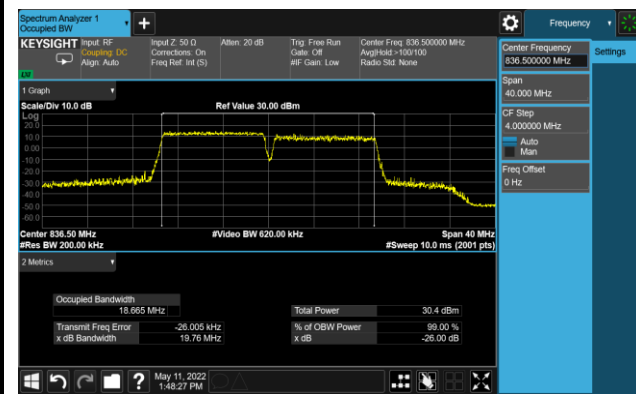 Spectrum Analyzer 1
Occupied BW
+
Frequency
KEYSIGHT
Input: RF
Coupling: DC
Align: Auto
Input Z: 50 Ω
Corrections: On
Freq Ref: Int (S)
Atten: 20 dB
Trig: Free Run
Gate: Off
#IF Gain: Low
Center Freq: 836.500000 MHz
Avg|Hold:>100/100
Radio Std: None
Center Frequency
836.500000 MHz
Settings
Span
40.000 MHz
CF Step
4.000000 MHz
Auto
Man
Freq Offset
0 Hz
1 Graph
Scale/Div 10.0 dB
Ref Value 30.00 dBm
Log
20.0
10.0
0.00
-10.0
-20.0
-30.0
-40.0
-50.0
-60.0
Center 836.50 MHz
#Video BW 620.00 kHz
Span 40 MHz
#Res BW 200.00 kHz
#Sweep 10.0 ms (2001 pts)
2 Metrics
Occupied Bandwidth
18.665 MHz
Total Power 30.4 dBm
Transmit Freq Error -26.005 kHz
% of OBW Power 99.00 %
x dB Bandwidth 19.76 MHz
x dB -26.00 dB
?
May 11, 2022
1:48:27 PM